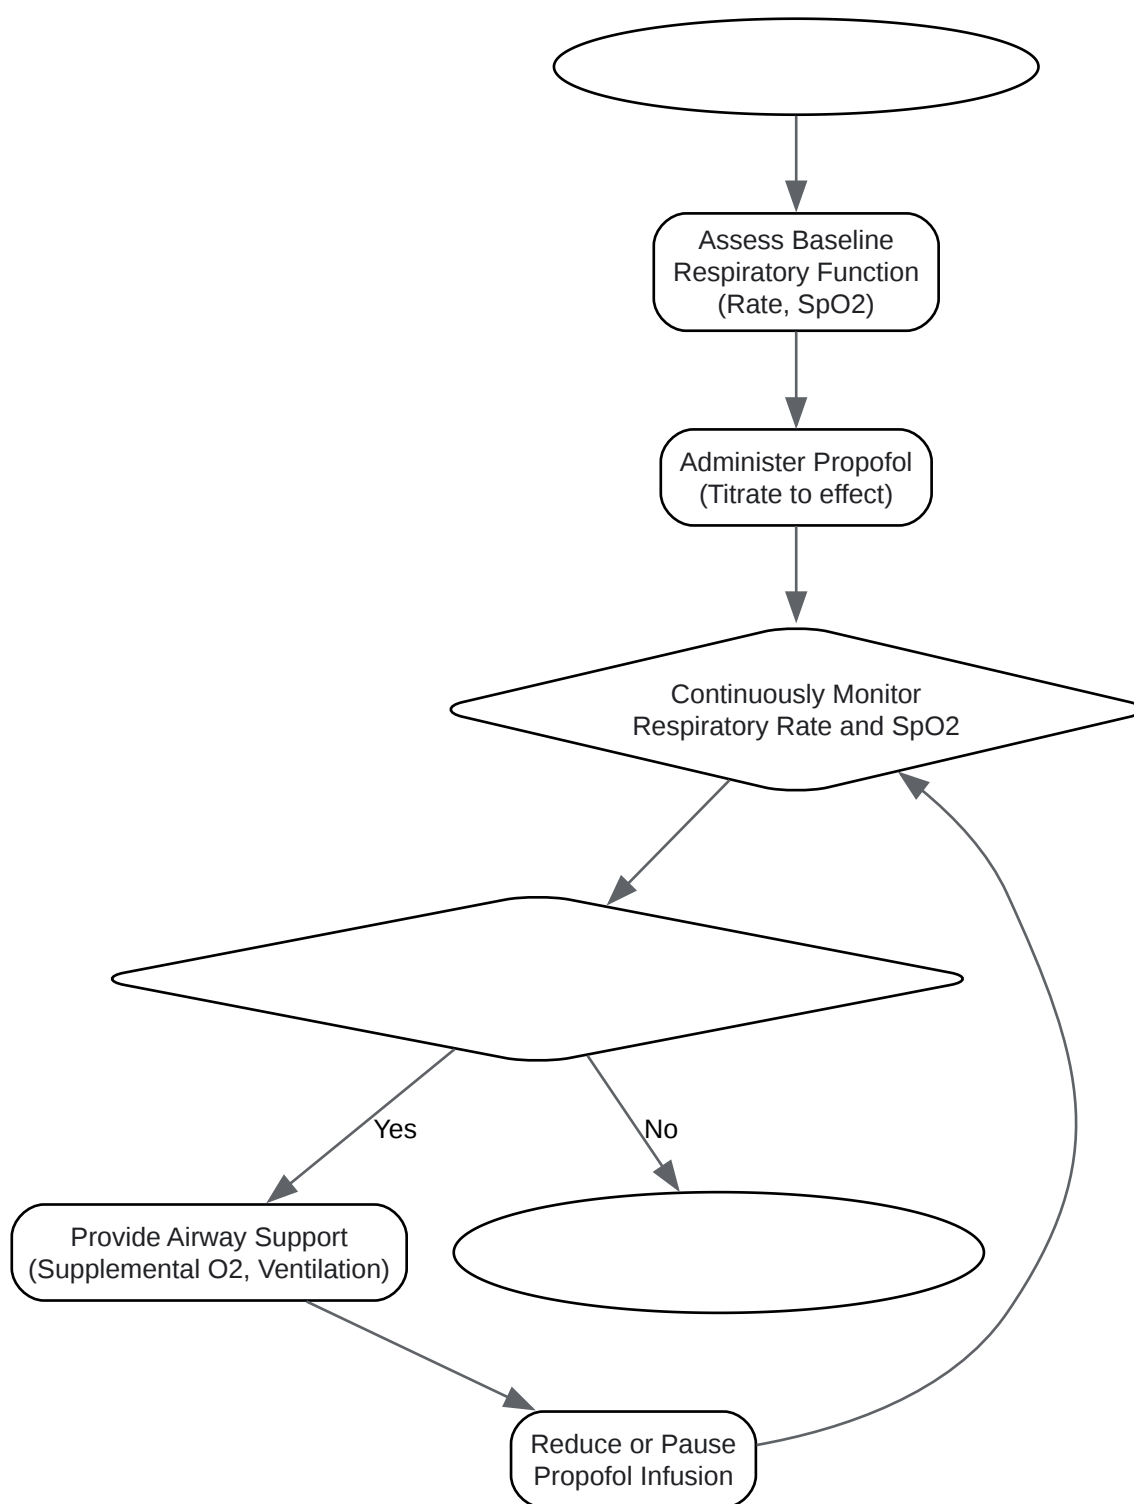 Assess Baseline
Respiratory Function
(Rate, SpO2)
Administer Propofol
(Titrate to effect)
Continuously Monitor
Respiratory Rate and SpO2
Yes
No
Provide Airway Support
(Supplemental O2, Ventilation)
Reduce or Pause
Propofol Infusion